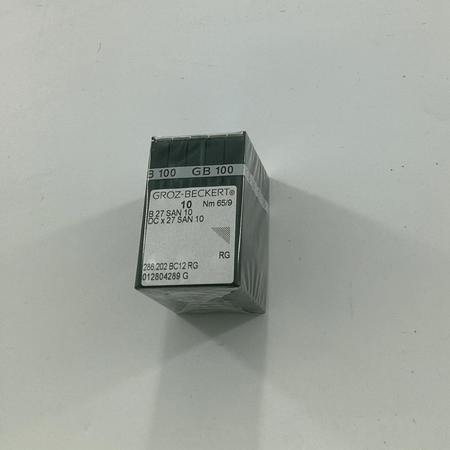 B 100 GB 100
GROZ-BECKERT®
10 Nm 65/9
B 27 SAN 10
DC x 27 SAN 10
RG
286.202 BC12 RG
012804289 G